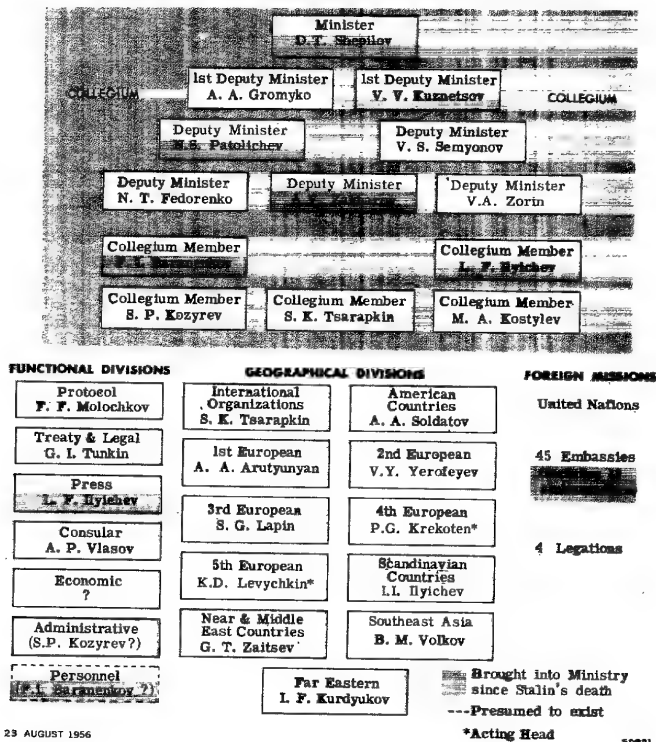 Minister
D.T. Shepilov
1st Deputy Minister
A. A. Gromyko
1st Deputy Minister
V. V. Kuznetsov
COLLEGIUM
COLLEGIUM
Deputy Minister
N.S. Patolichev
Deputy Minister
V. S. Semyonov
Deputy Minister
N. T. Fedorenko
Deputy Minister
Deputy Minister
V.A. Zorin
Collegium Member
Collegium Member
L. F. Ilyichev
Collegium Member
S. P. Kozyrev
Collegium Member
S. K. Tsarapkin
Collegium Member
M. A. Kostylev
FUNCTIONAL DIVISIONS
Protocol
F. F. Molochkov
Treaty & Legal
G. I. Tunkin
Press
L. F. Ilyichev
Consular
A. P. Vlasov
Economic
?
Administrative
(S.P. Kozyrev?)
Personnel
(F.I. Baranenkov ?)
GEOGRAPHICAL DIVISIONS
International
Organizations
S. K. Tsarapkin
American
Countries
A. A. Soldatov
1st European
A. A. Arutyunyan
2nd European
V.Y. Yerofeyev
3rd European
S. G. Lapin
4th European
P.G. Krekoten*
5th European
K.D. Levychkin*
Scandinavian
Countries
I.I. Ilyichev
Near & Middle
East Countries
G. T. Zaitsev
Southeast Asia
B. M. Volkov
Far Eastern
I. F. Kurdyukov
FOREIGN MISSIONS
United Nations
45 Embassies
4 Legations
Brought into Ministry
since Stalin's death
---Presumed to exist
*Acting Head
23 AUGUST 1956